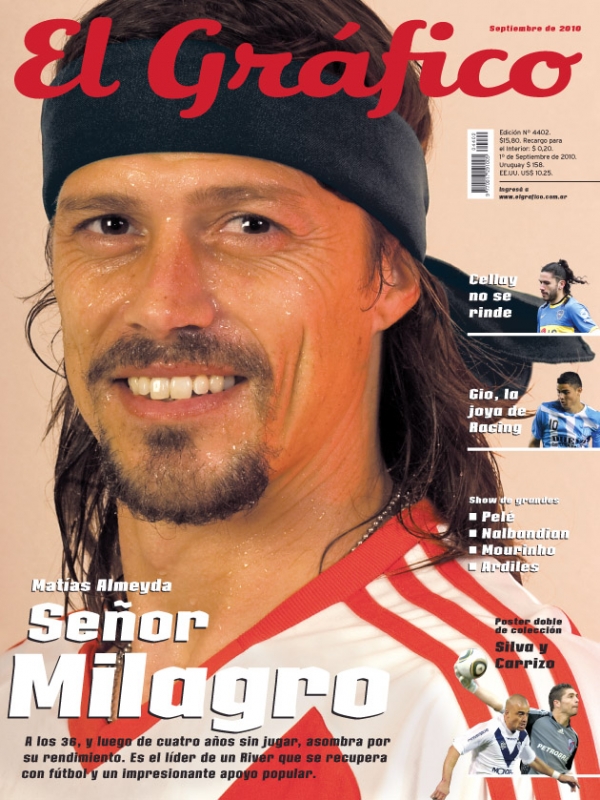 El Gráfico
Septiembre de 2010
Edición N° 4402.
$15,80. Recargo para
el Interior: $ 0,20.
1º de Septiembre de 2010.
Uruguay $ 158.
EE.UU. US$ 10,25.
Ingresá a
www.elgrafico.com.ar
Cellay
no se
rinde
Gio, la
joya de
Racing
10
Show de grandes
■ Pelé
■ Nalbandian
■ Mourinho
■ Ardiles
Matías Almeyda
Señor
Milagro
A los 36, y luego de cuatro años sin jugar, asombra por
su rendimiento. Es el líder de un River que se recupera
con fútbol y un impresionante apoyo popular.
Poster doble
de colección
Silva y
Carrizo
PETROBRAS